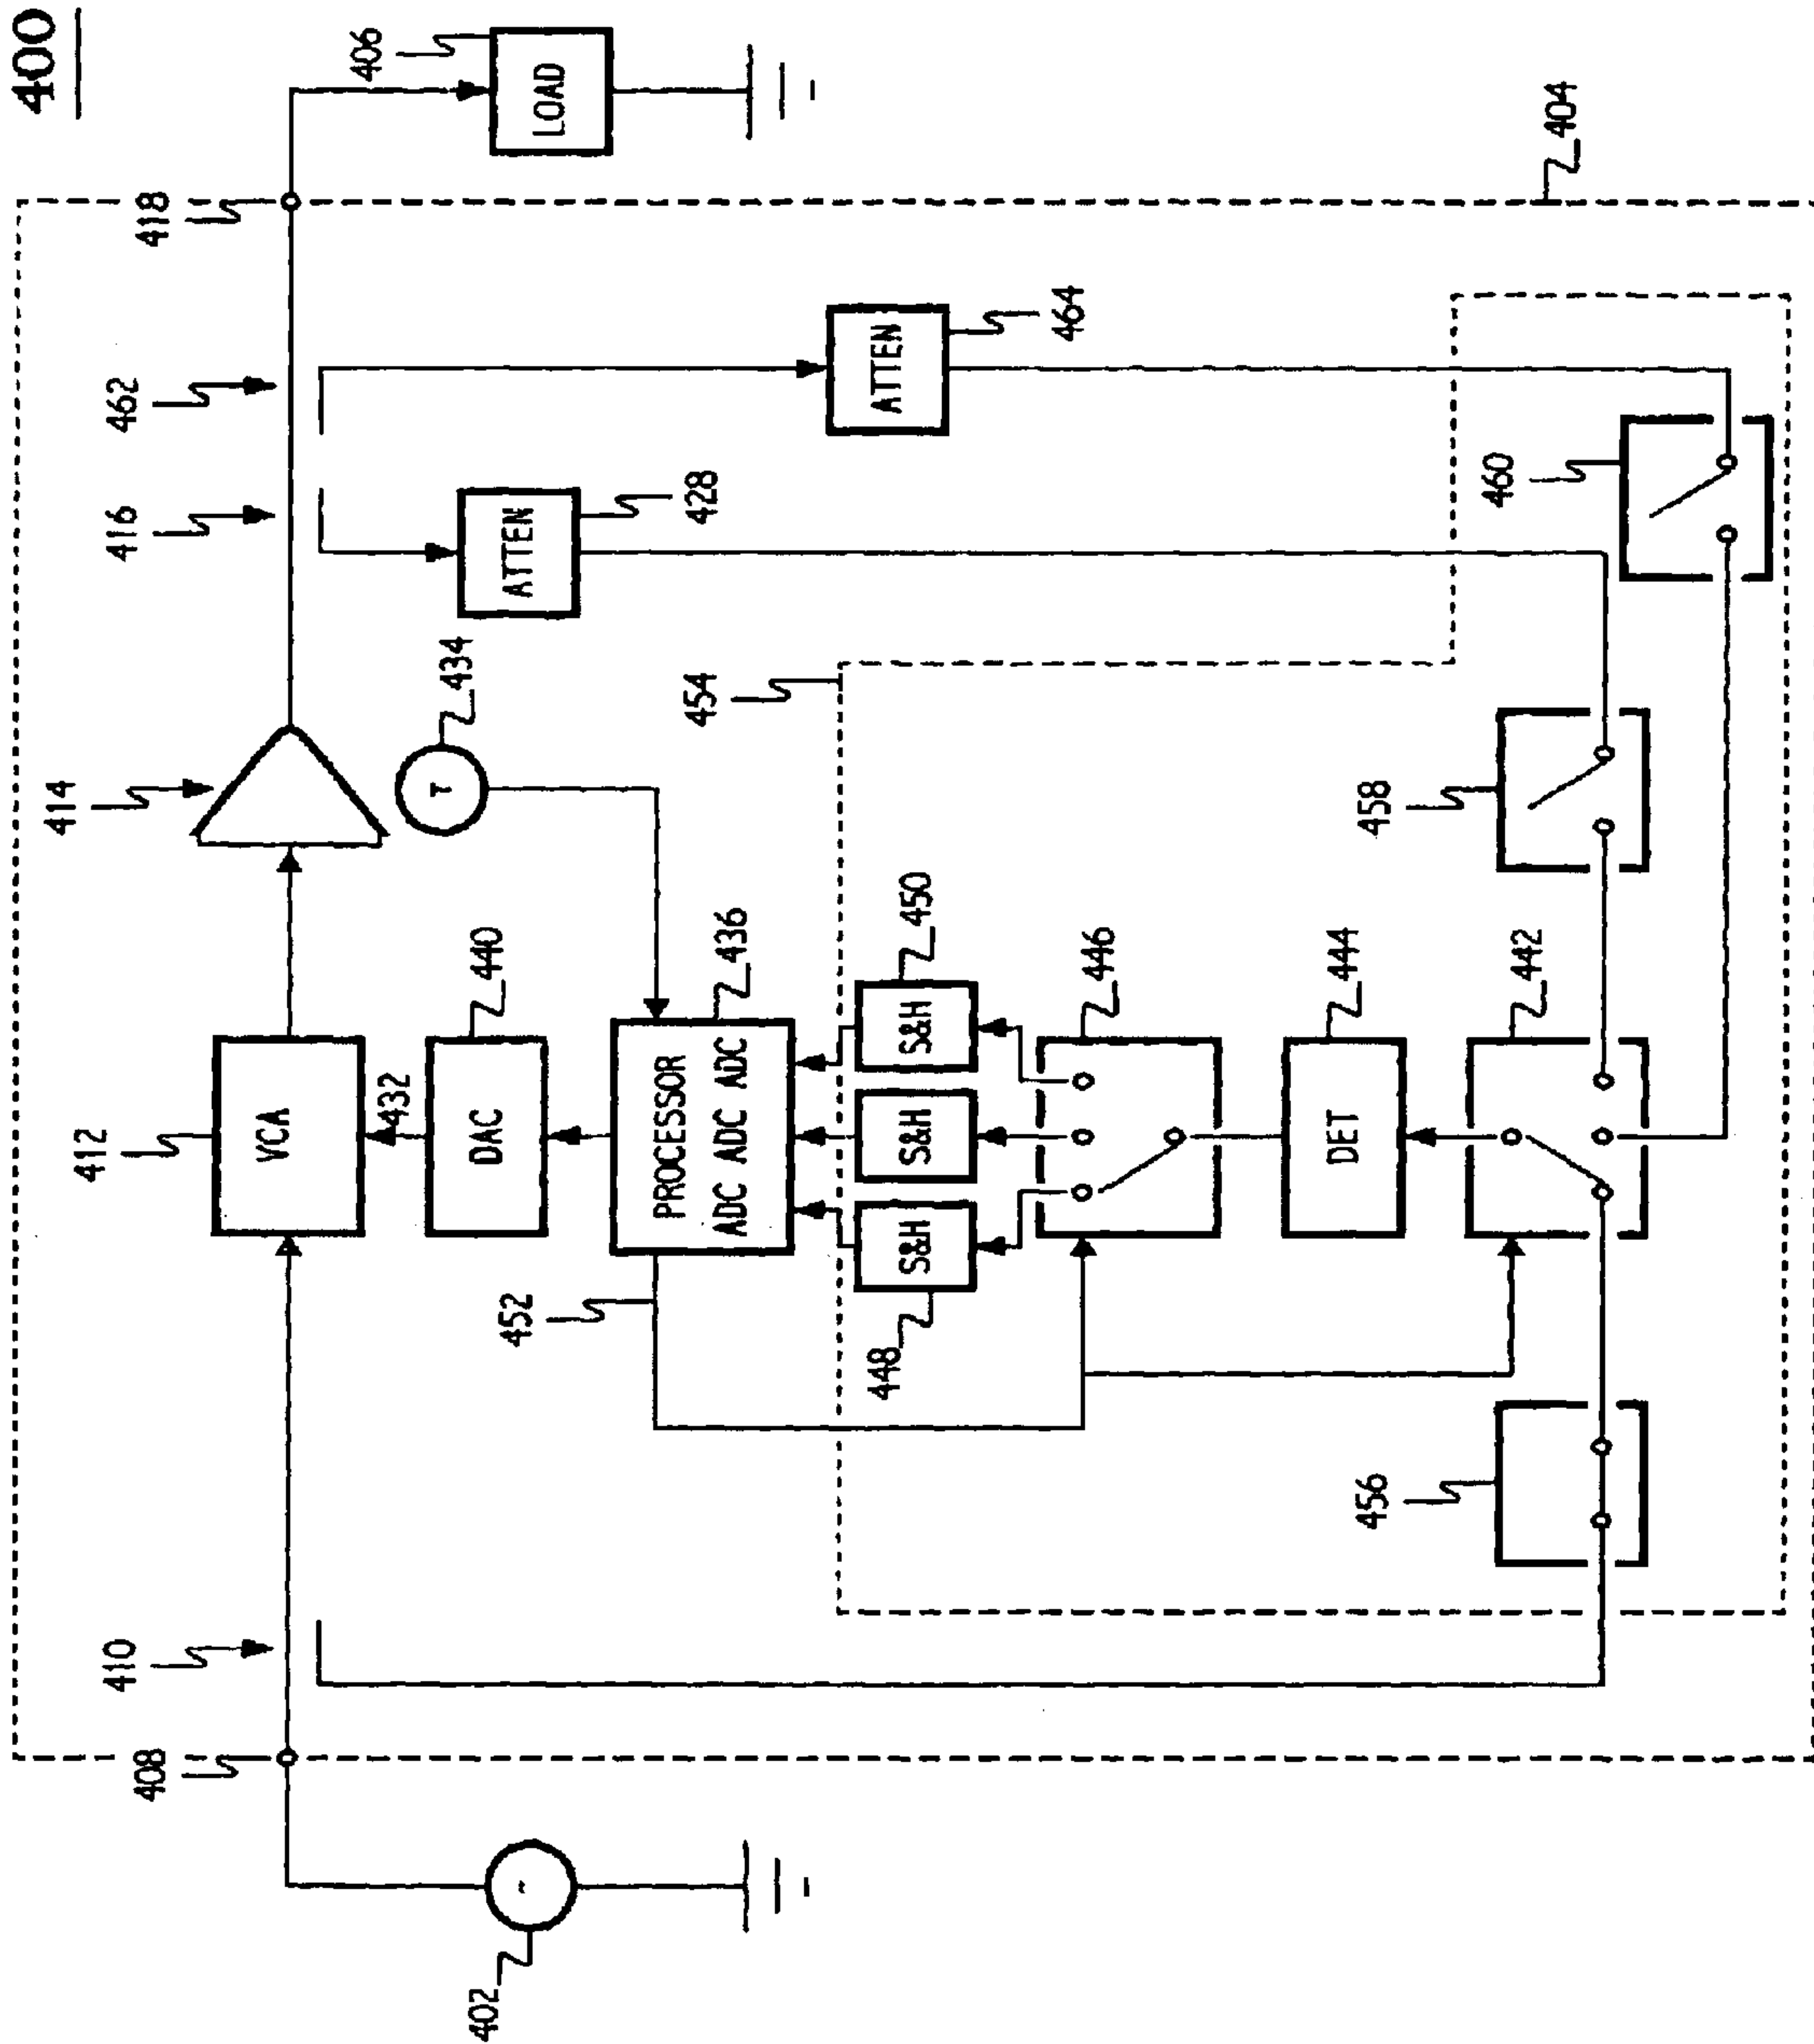 400
402
408
410
412
VCA
414
416
462
418
406
LOAD
404
432
DAC
440
T
434
ATTEN
428
ATTEN
464
452
PROCESSOR
ADC ADC ADC
436
454
448
S&H
S&H
S&H
450
446
DET
444
442
456
458
460
~